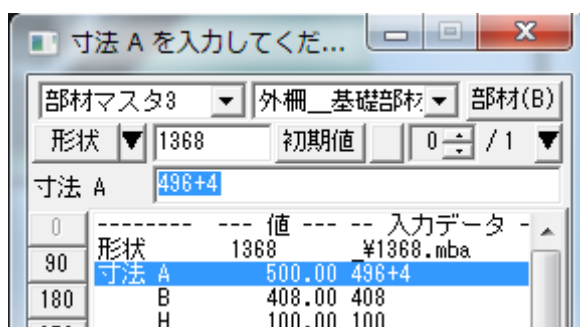 寸法 A を入力してくだ...
部材マスタ3 外柵__基礎部材 部材(B)
形状 1368 初期値 0 / 1
寸法 A 496+4
0 -------- --- 値 --- -- 入力データ -
形状 1368 _¥1368.mba
90 寸法 A 500.00 496+4
180 B 408.00 408
H 100.00 100